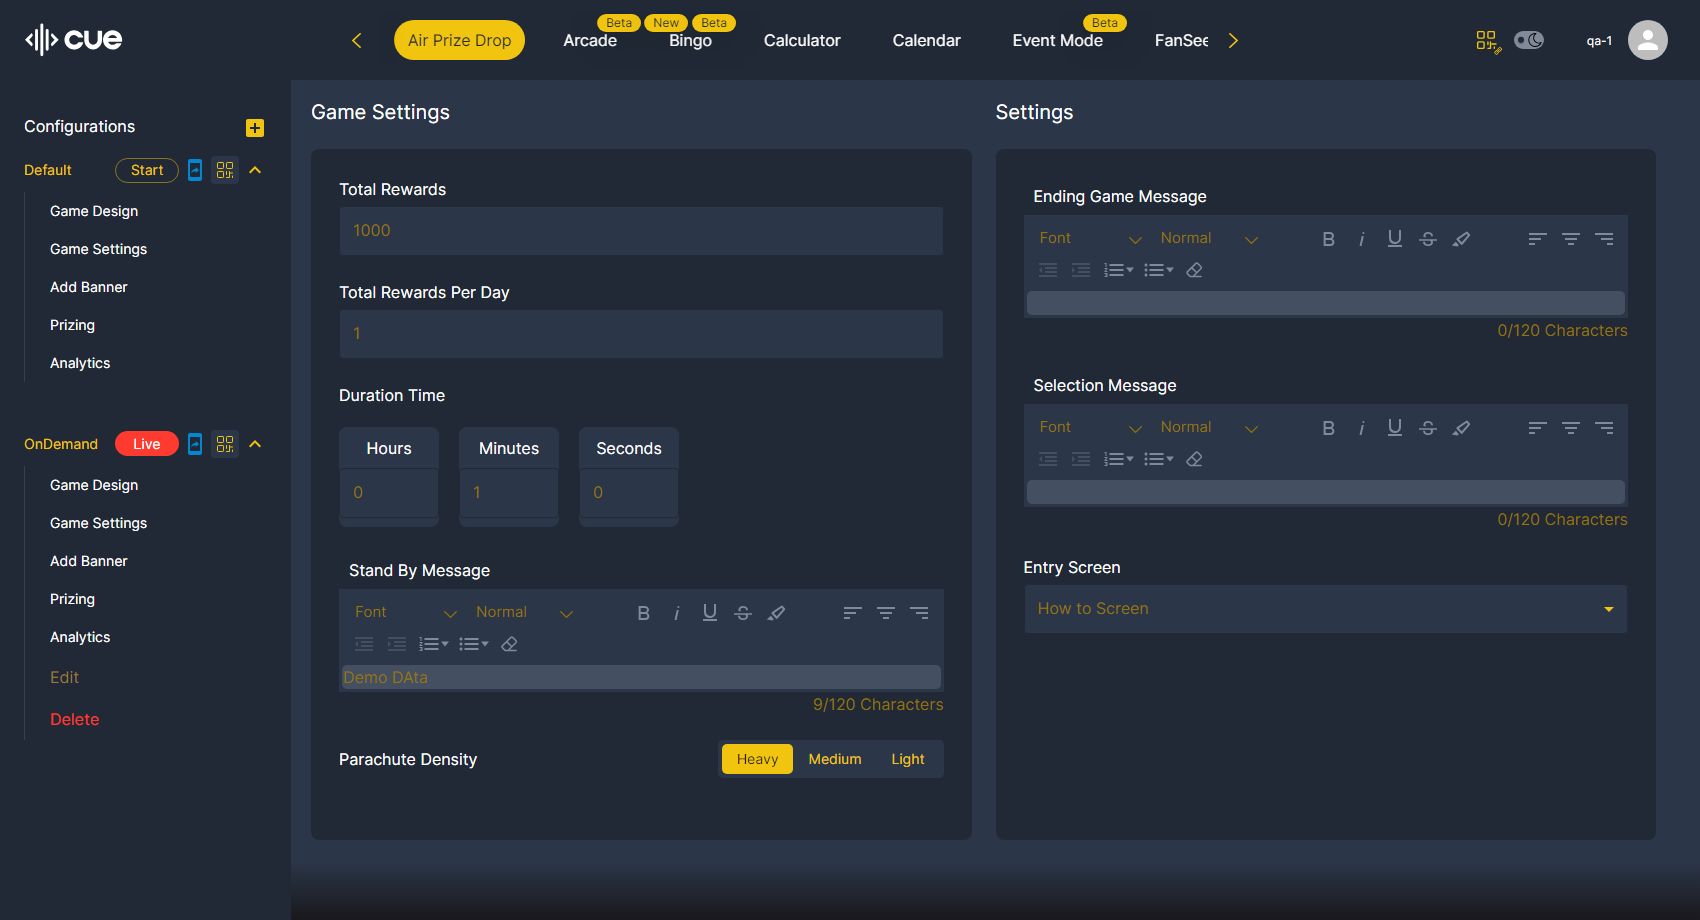 cue
Air Prize Drop
Arcade
Beta
Bingo
New
Beta
Calculator
Calendar
Event Mode
Beta
FanSee
qa-1
Configurations
Default
Start
Game Design
Game Settings
Add Banner
Prizing
Analytics
OnDemand
Live
Game Design
Game Settings
Add Banner
Prizing
Analytics
Edit
Delete
Game Settings
Total Rewards
1000
Total Rewards Per Day
1
Duration Time
Hours
Minutes
Seconds
0
1
0
Stand By Message
Font
Normal
B
i
U
S
Demo DAta
9/120 Characters
Parachute Density
Heavy
Medium
Light
Settings
Ending Game Message
Font
Normal
B
i
U
S
0/120 Characters
Selection Message
Font
Normal
B
i
U
S
0/120 Characters
Entry Screen
How to Screen